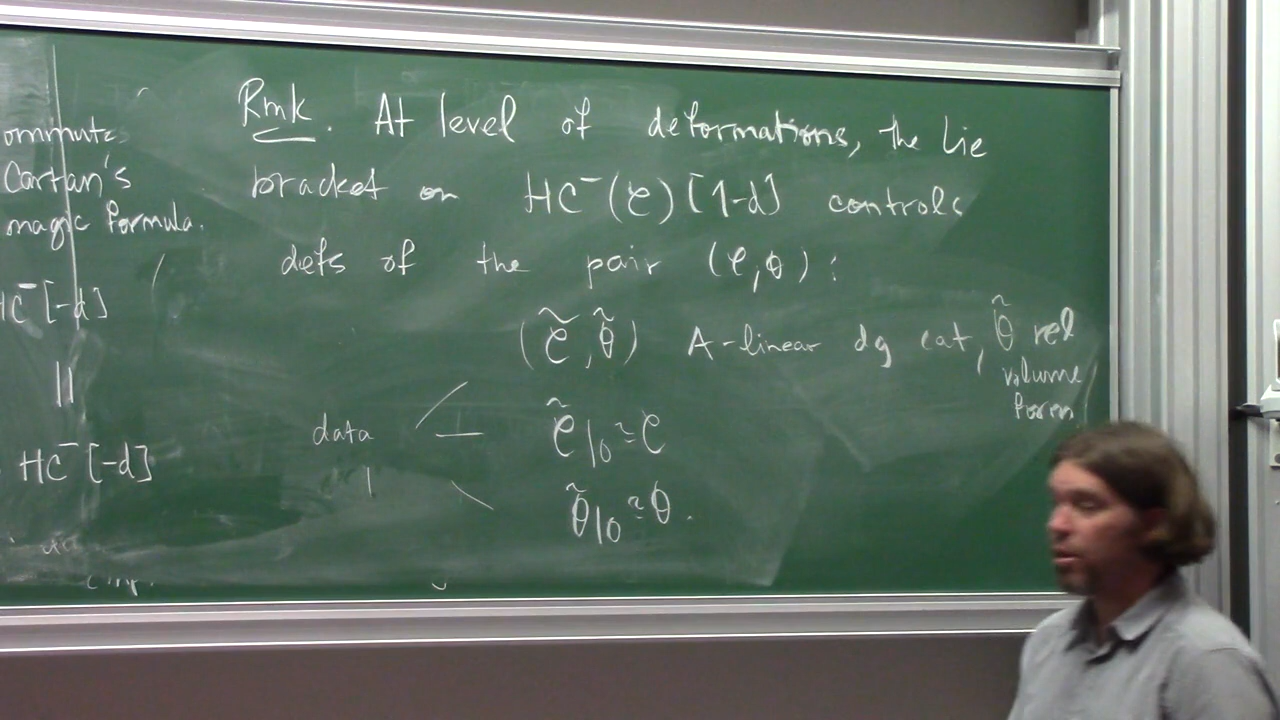 ommute
Cartan's
magic formula.
HC⁻[-d]
||
HC⁻[-d]
Rmk. At level of deformations, the Lie
bracket on HC⁻(C)[1-d] controls
defs of the pair (C,θ):
(C̃,θ̃) A-linear dg cat, θ̃ rel
volume
form
data C̃|₀ ≃ C
θ̃|₀ ≃ θ.